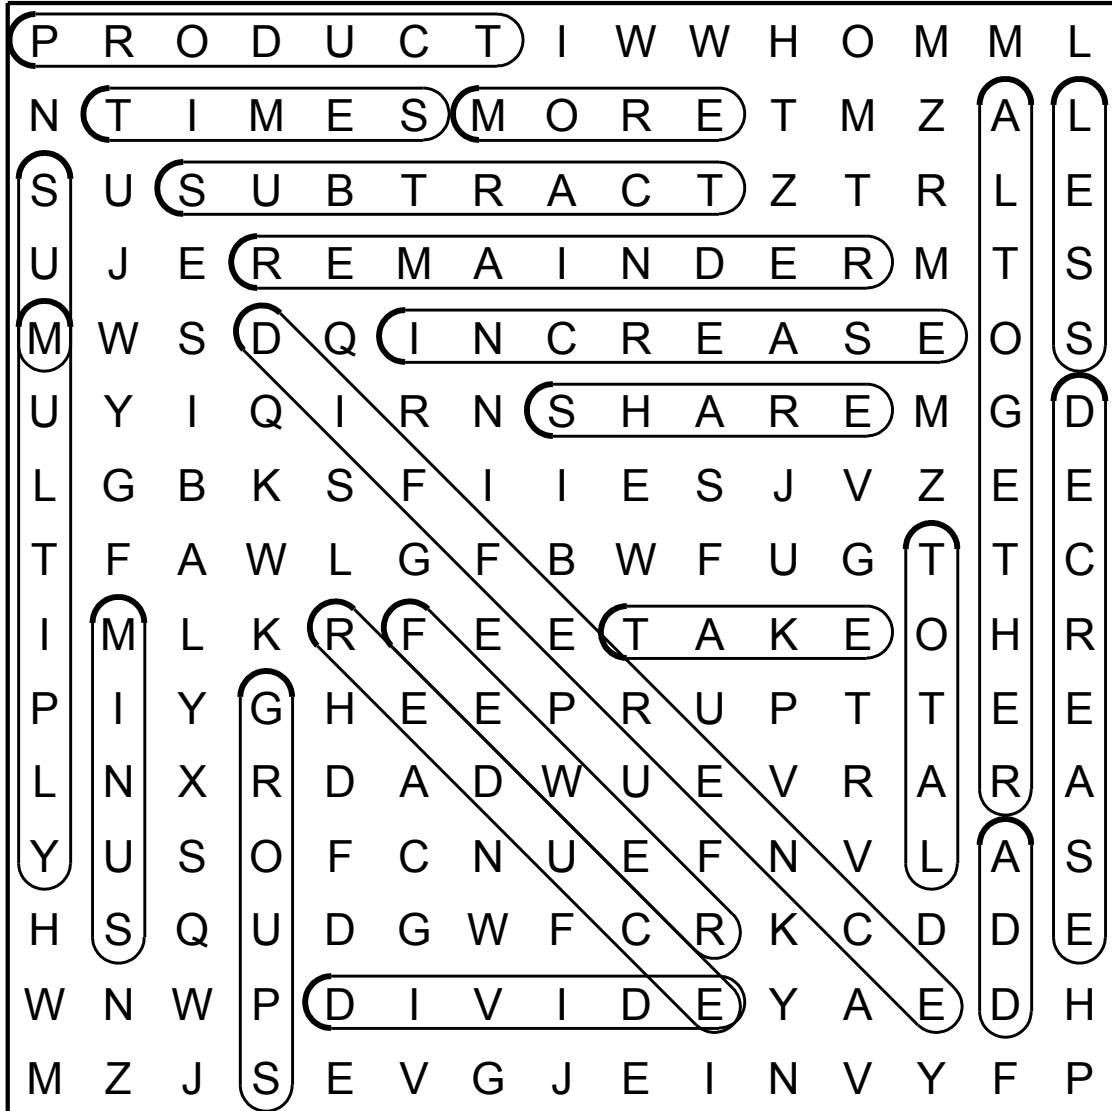 P R O D U C T I W W H O M M L
N T I M E S M O R E T M Z A L
S U S U B T R A C T Z T R L E
U J E R E M A I N D E R M T S
M W S D Q I N C R E A S E O S
U Y I Q I R N S H A R E M G D
L G B K S F I I E S J V Z E E
T F A W L G F B W F U G T T C
I M L K R F E E T A K E O H R
P I Y G H E E P R U P T T E E
L N X R D A D W U E V R A R A
Y U S O F C N U E F N V L A S
H S Q U D G W F C R K C D D E
W N W P D I V I D E Y A E D H
M Z J S E V G J E I N V Y F P